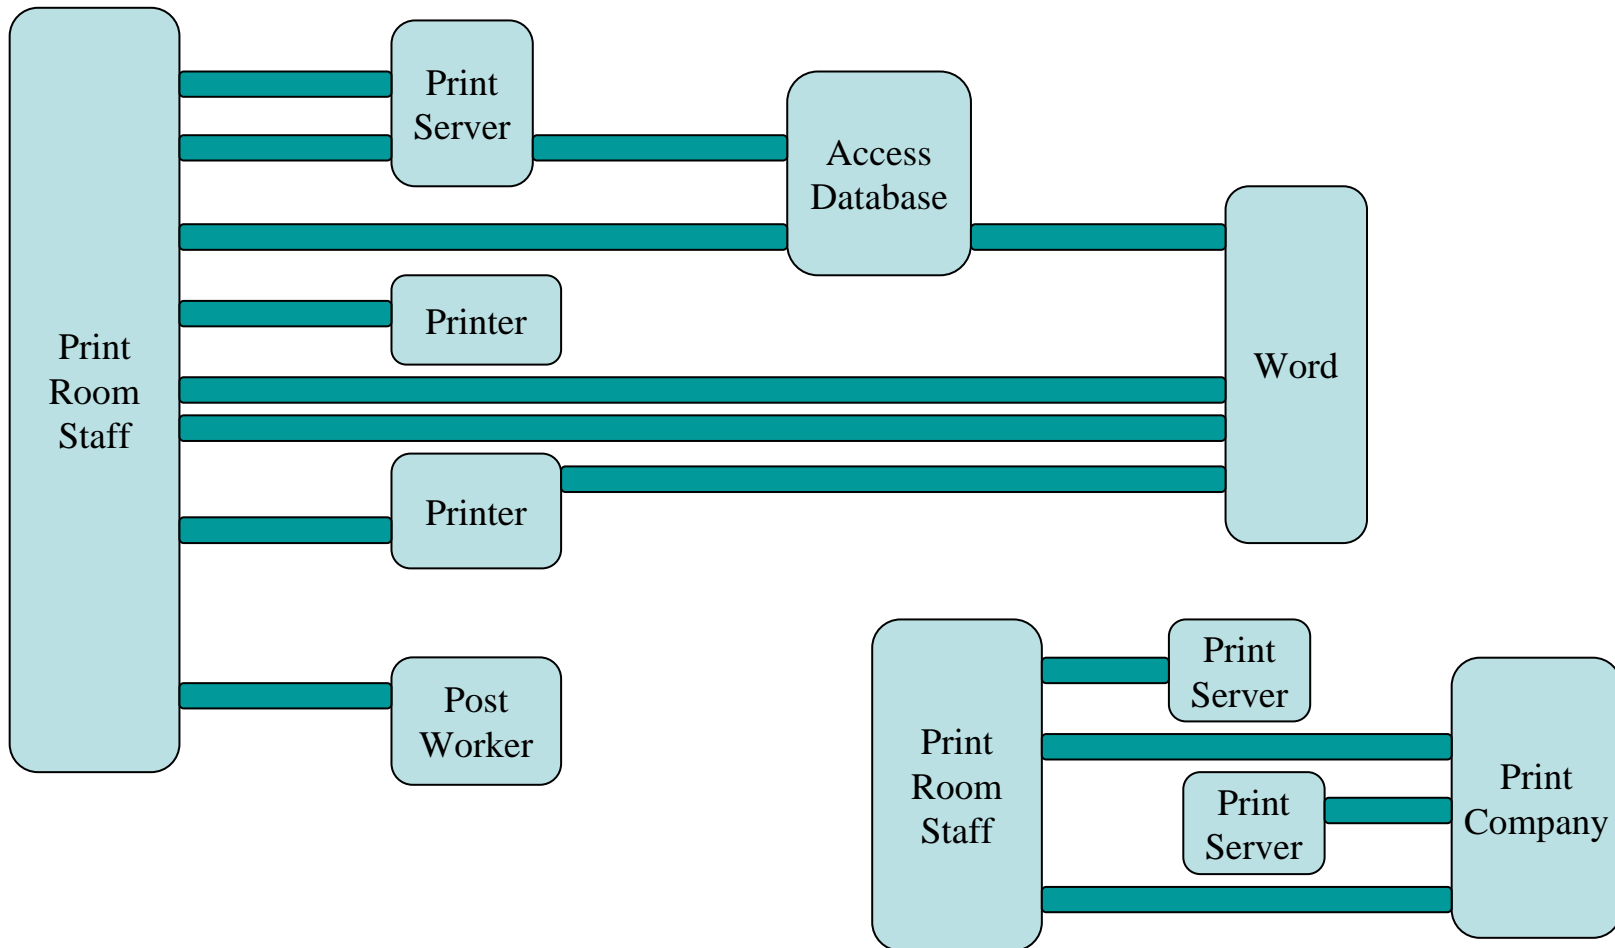 Print
Room
Staff
Print
Server
Access
Database
Printer
Word
Printer
Post
Worker
Print
Room
Staff
Print
Server
Print
Server
Print
Company